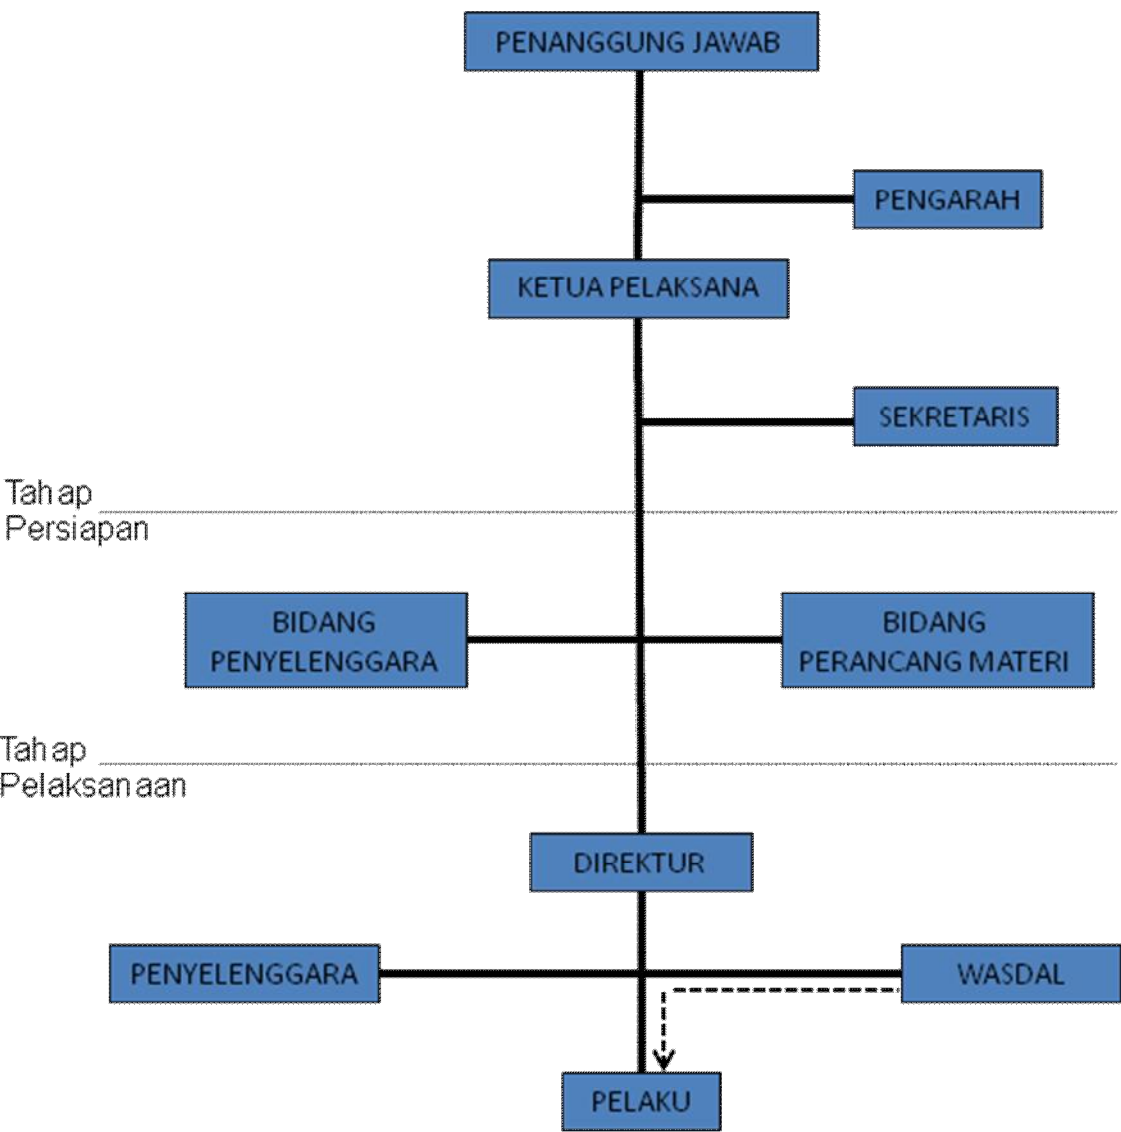 PENANGGUNG JAWAB
PENGARAH
KETUA PELAKSANA
SEKRETARIS
Tahap
Persiapan
BIDANG
PENYELENGGARA
BIDANG
PERANCANG MATERI
Tahap
Pelaksanaan
DIREKTUR
PENYELENGGARA
WASDAL
PELAKU